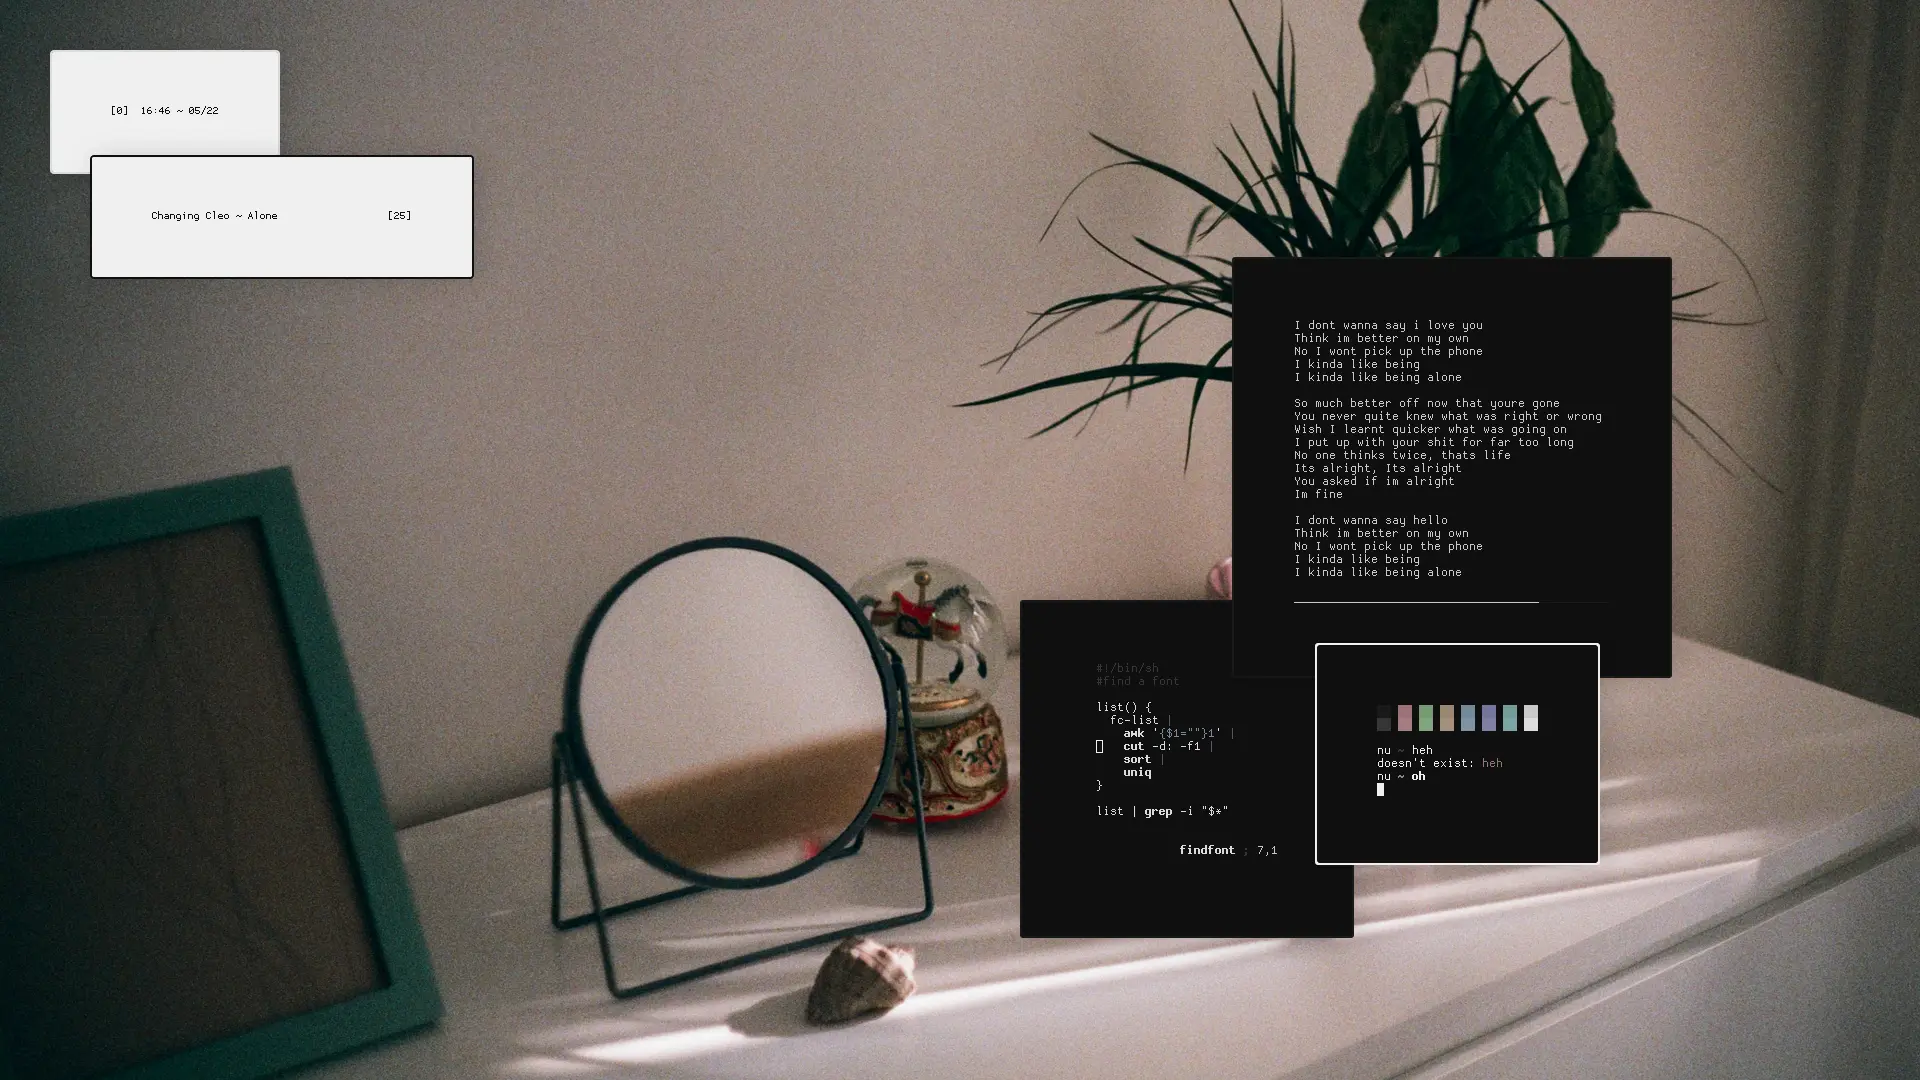 [0] 16:46 ~ 05/22
Changing Cleo ~ Alone [25]
I dont wanna say i love you
Think im better on my own
No I wont pick up the phone
I kinda like being
I kinda like being alone
So much better off now that youre gone
You never quite knew what was right or wrong
Wish I learnt quicker what was going on
I put up with your shit for far too long
No one thinks twice, thats life
Its alright, Its alright
You asked if im alright
Im fine
I dont wanna say hello
Think im better on my own
No I wont pick up the phone
I kinda like being
I kinda like being alone
#!/bin/sh
#find a font
list() {
fc-list |
awk '{$1=""}1' |
cut -d: -f1 |
sort |
uniq
}
list | grep -i "$*"
findfont ; 7,1
nu ~ heh
doesn't exist: heh
nu ~ oh